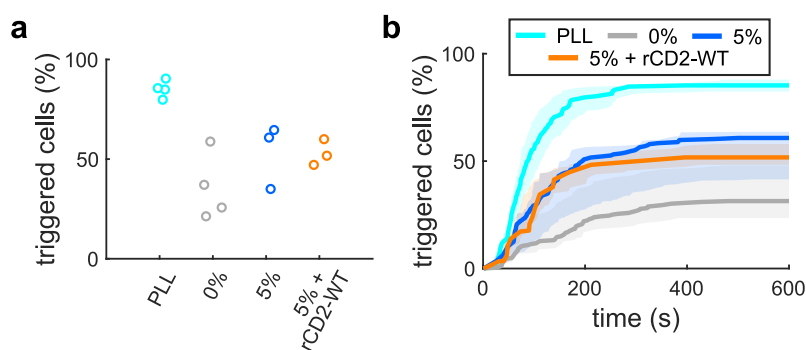 a
triggered cells (%)
100
50
0
PLL
0%
5%
5% +
rCD2-WT
b
PLL 0% 5%
5% + rCD2-WT
triggered cells (%)
100
50
0
0 200 400 600
time (s)